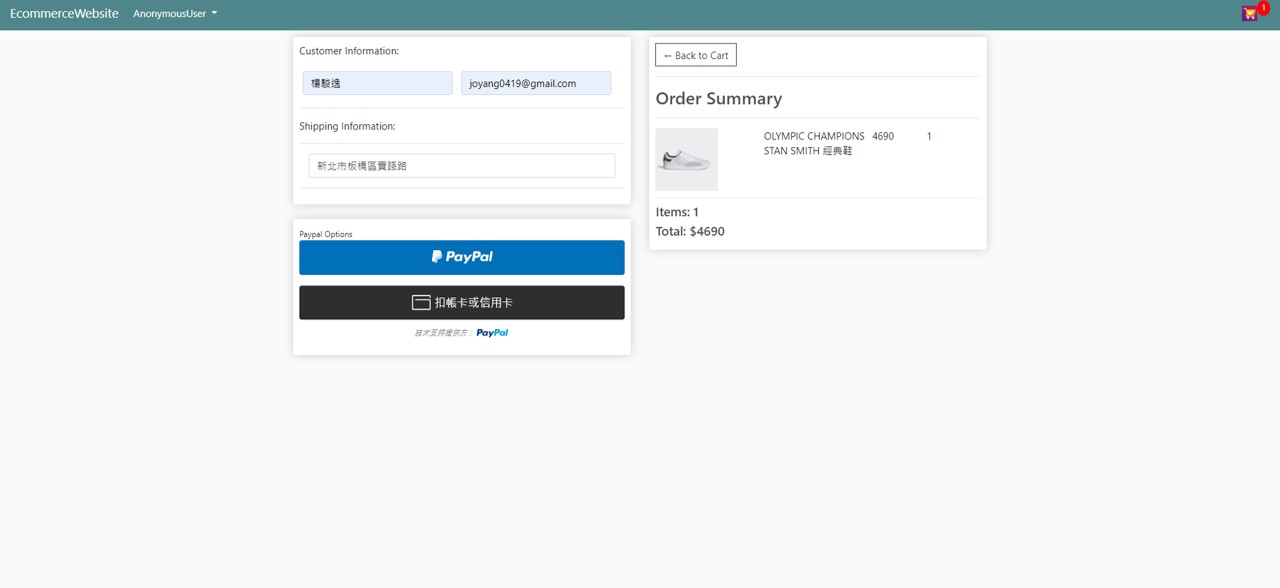 EcommerceWebsite AnonymousUser 1
Customer Information:
楊駿逸 joyang0419@gmail.com
Shipping Information:
新北市板橋區實踐路
Paypal Options
PayPal
扣帳卡或信用卡
技术支持提供方： PayPal
← Back to Cart
Order Summary
OLYMPIC CHAMPIONS 4690 1
STAN SMITH 經典鞋
Items: 1
Total: $4690